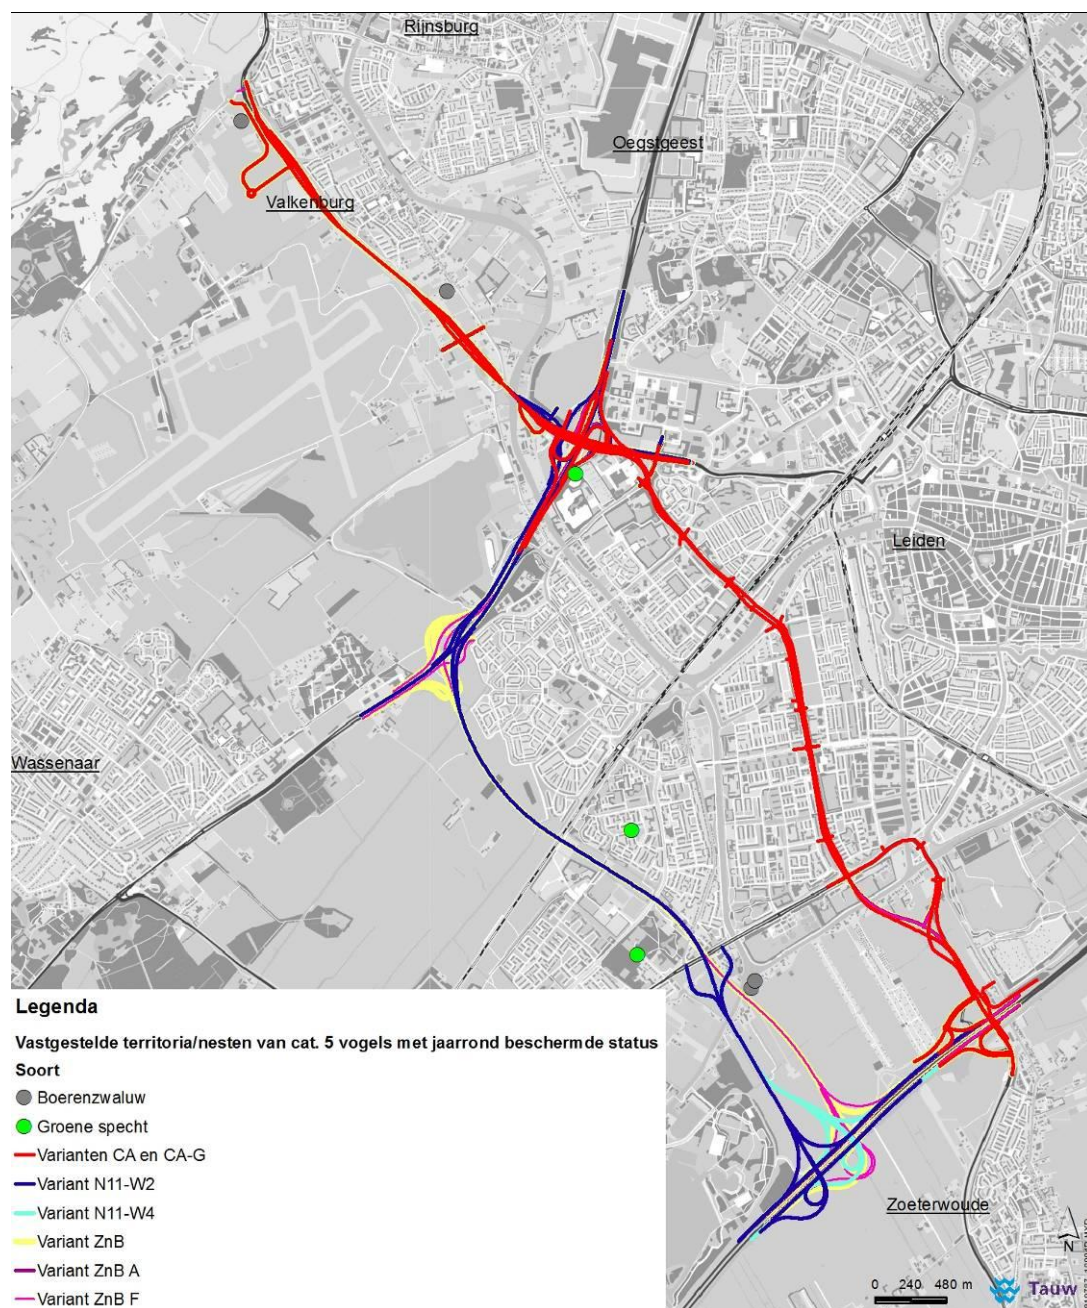 Rijnsburg
Oegstgeest
Valkenburg
Leiden
Wassenaar
Legenda
Vastgestelde territoria/nesten van cat. 5 vogels met jaarrond beschermde status
Soort
Boerenzwaluw
Groene specht
Varianten CA en CA-G
Variant N11-W2
Variant N11-W4
Variant ZnB
Variant ZnB A
Variant ZnB F
Zoeterwoude
N
0 240 480 m
Tauw